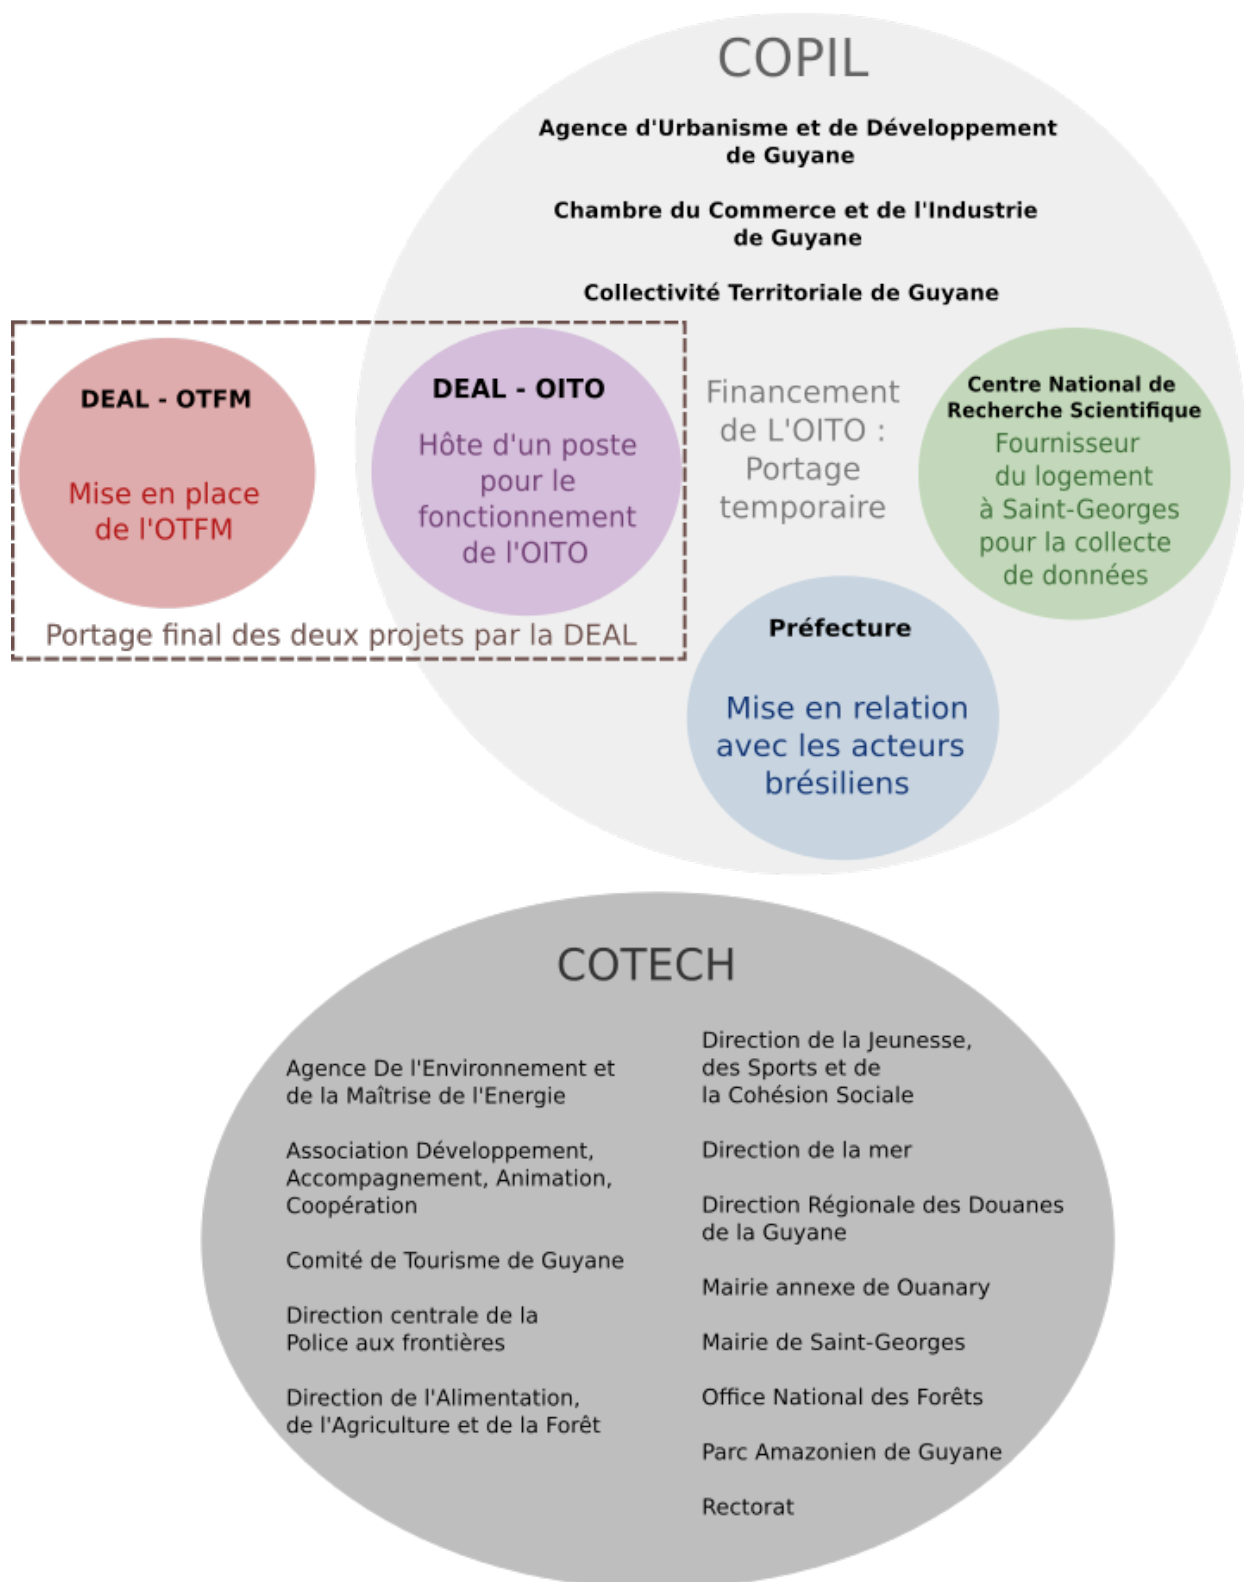 COPIL
Agence d'Urbanisme et de Développement
de Guyane
Chambre du Commerce et de l'Industrie
de Guyane
Collectivité Territoriale de Guyane
DEAL - OTFM
Mise en place
de l'OTFM
DEAL - OITO
Hôte d'un poste
pour le
fonctionnement
de l'OITO
Portage final des deux projets par la DEAL
Financement
de L'OITO :
Portage
temporaire
Centre National de
Recherche Scientifique
Fournisseur
du logement
à Saint-Georges
pour la collecte
de données
Préfecture
Mise en relation
avec les acteurs
brésiliens
COTECH
Agence De l'Environnement et
de la Maîtrise de l'Energie
Association Développement,
Accompagnement, Animation,
Coopération
Comité de Tourisme de Guyane
Direction centrale de la
Police aux frontières
Direction de l'Alimentation,
de l'Agriculture et de la Forêt
Direction de la Jeunesse,
des Sports et de
la Cohésion Sociale
Direction de la mer
Direction Régionale des Douanes
de la Guyane
Mairie annexe de Ouanary
Mairie de Saint-Georges
Office National des Forêts
Parc Amazonien de Guyane
Rectorat